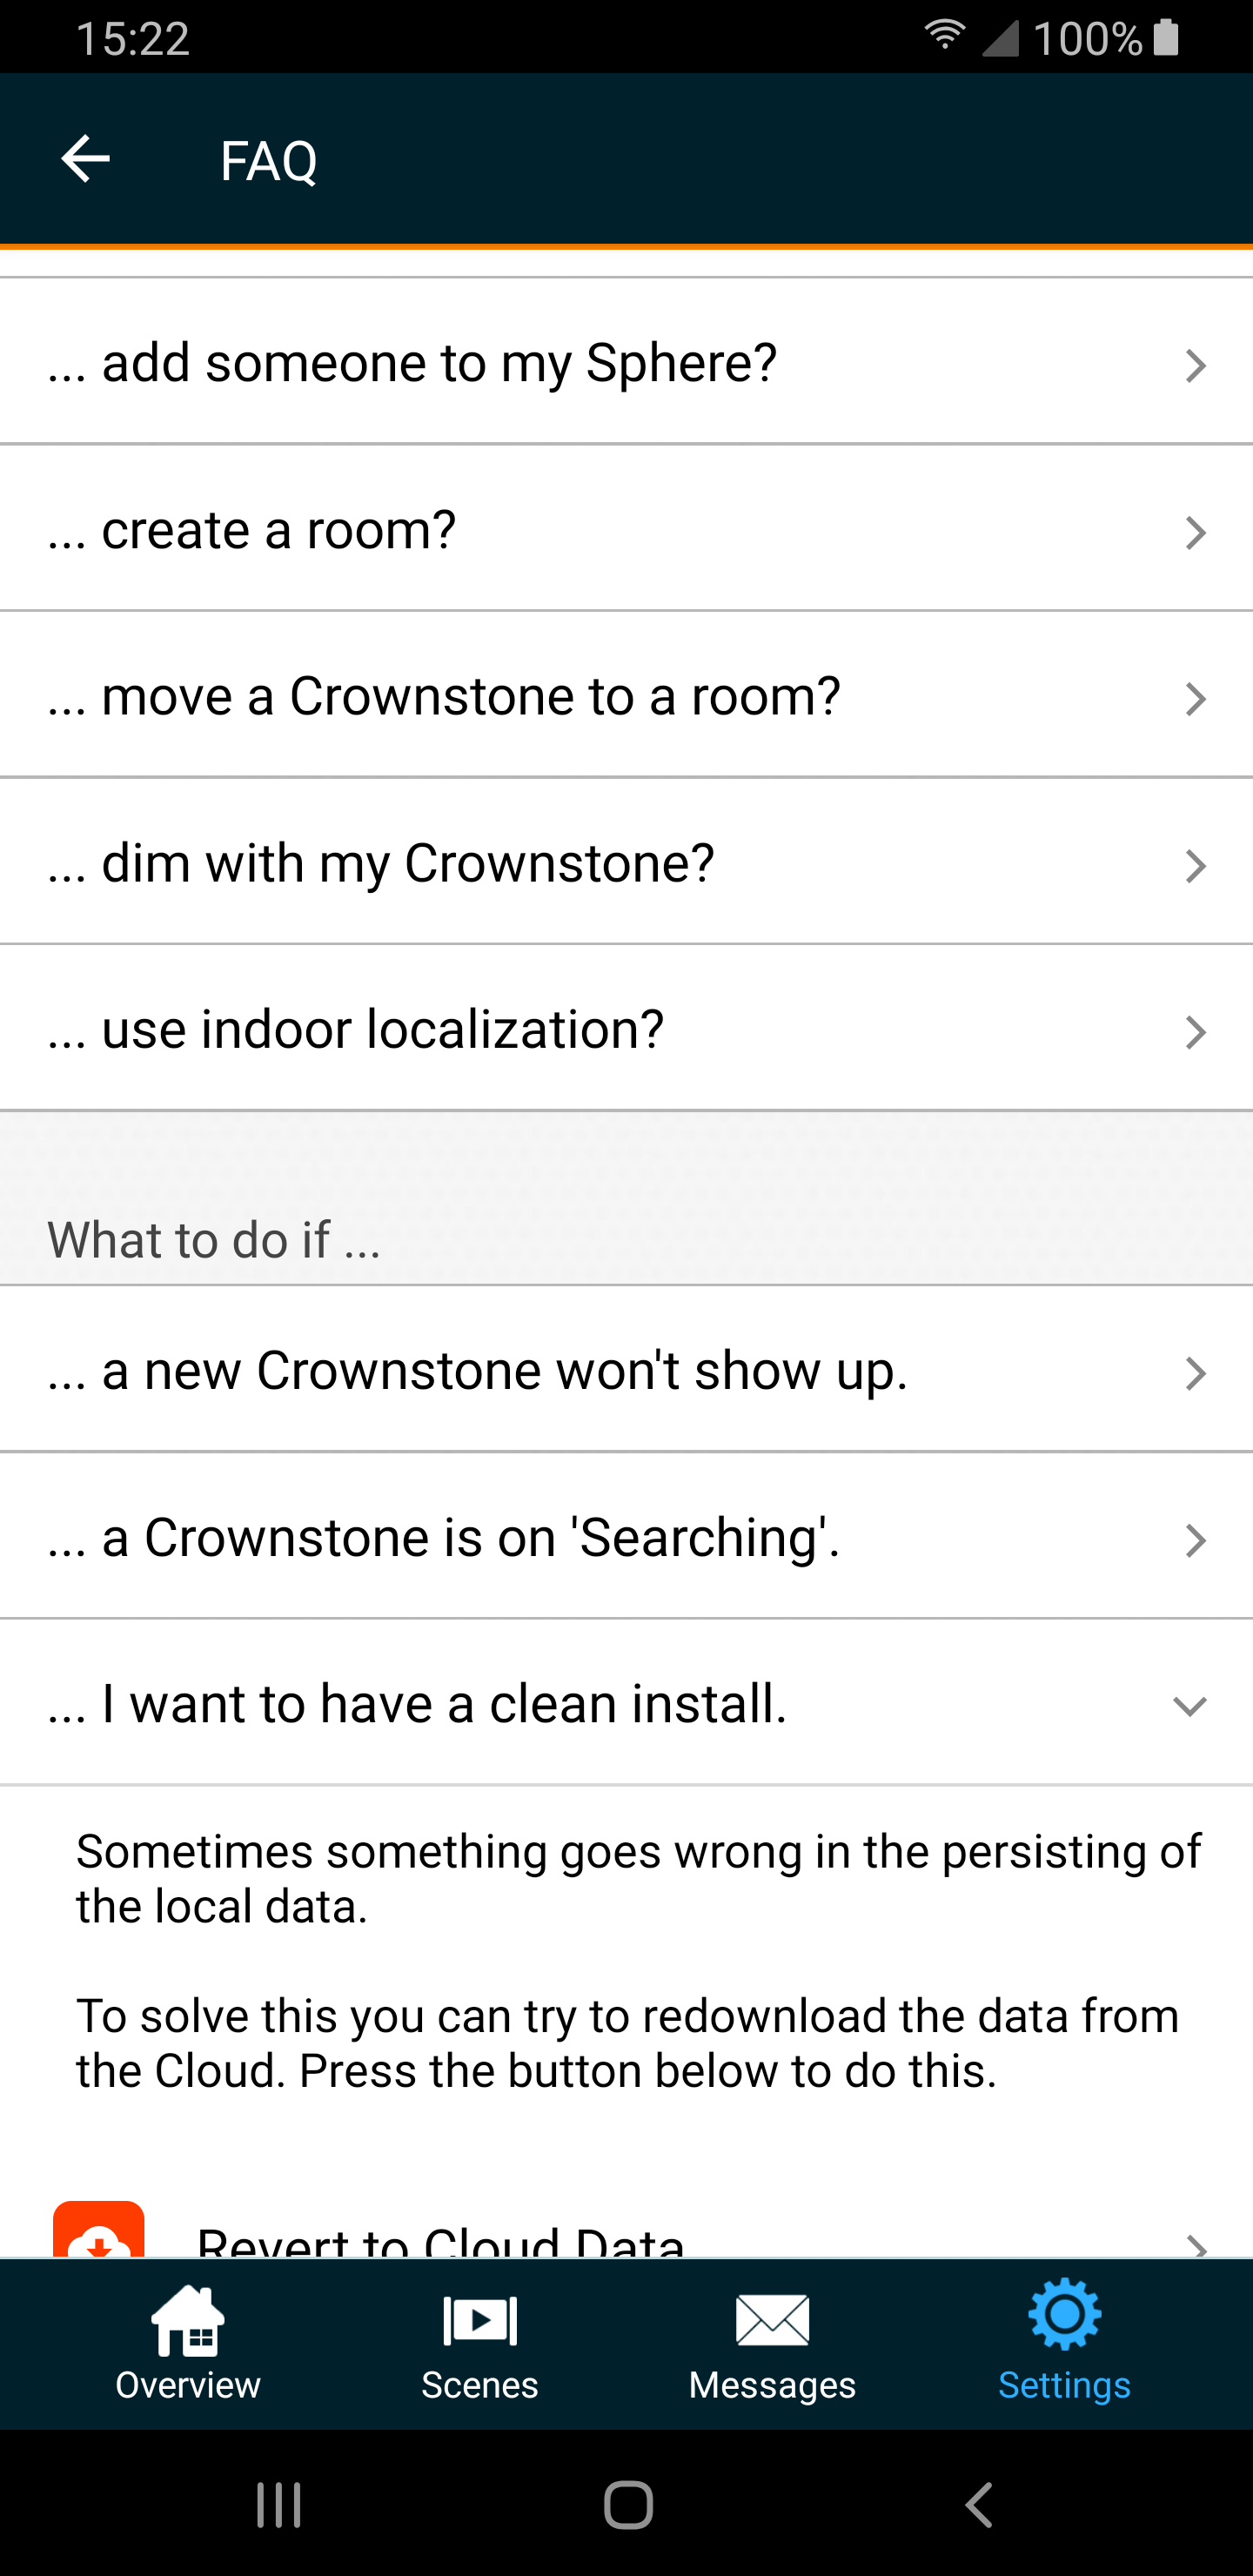 15:22 100%
FAQ
... add someone to my Sphere?
... create a room?
... move a Crownstone to a room?
... dim with my Crownstone?
... use indoor localization?
What to do if ...
... a new Crownstone won't show up.
... a Crownstone is on 'Searching'.
... I want to have a clean install.
Sometimes something goes wrong in the persisting of
the local data.
To solve this you can try to redownload the data from
the Cloud. Press the button below to do this.
Revert to Cloud Data
Overview Scenes Messages Settings